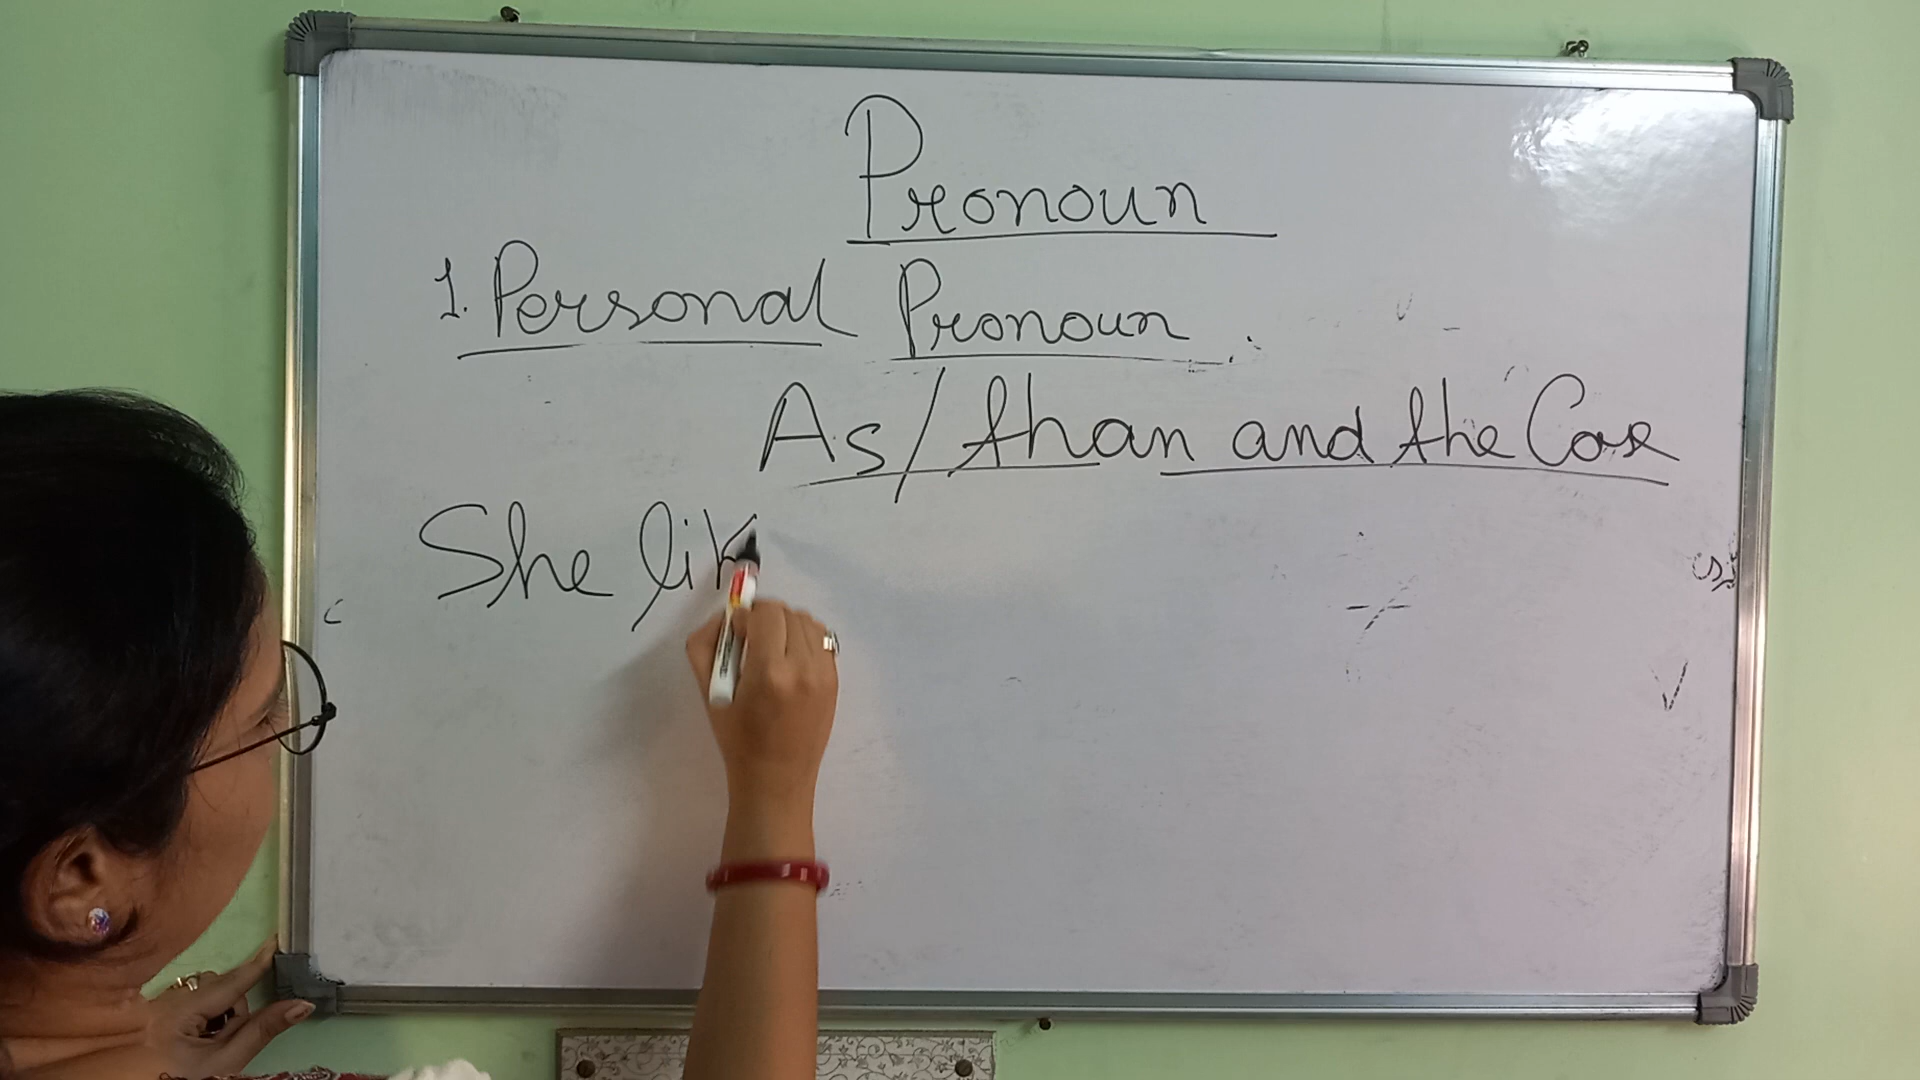 Pronoun
1. Personal Pronoun
As/than and the Case
She lik